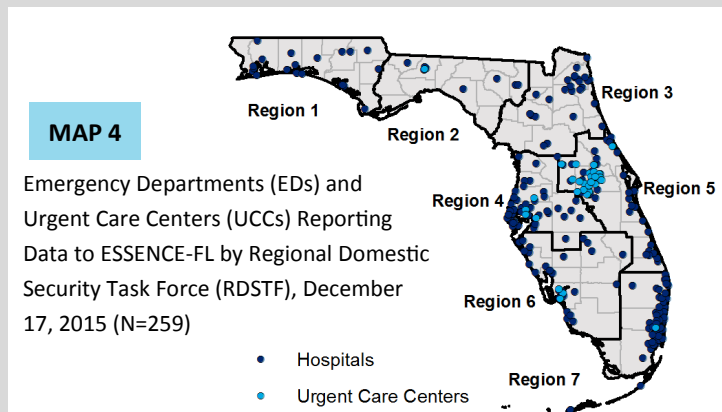 MAP 4
Emergency Departments (EDs) and
Urgent Care Centers (UCCs) Reporting
Data to ESSENCE-FL by Regional Domestic
Security Task Force (RDSTF), December
17, 2015 (N=259)
Region 1
Region 2
Region 3
Region 4
Region 5
Region 6
Region 7
Hospitals
Urgent Care Centers